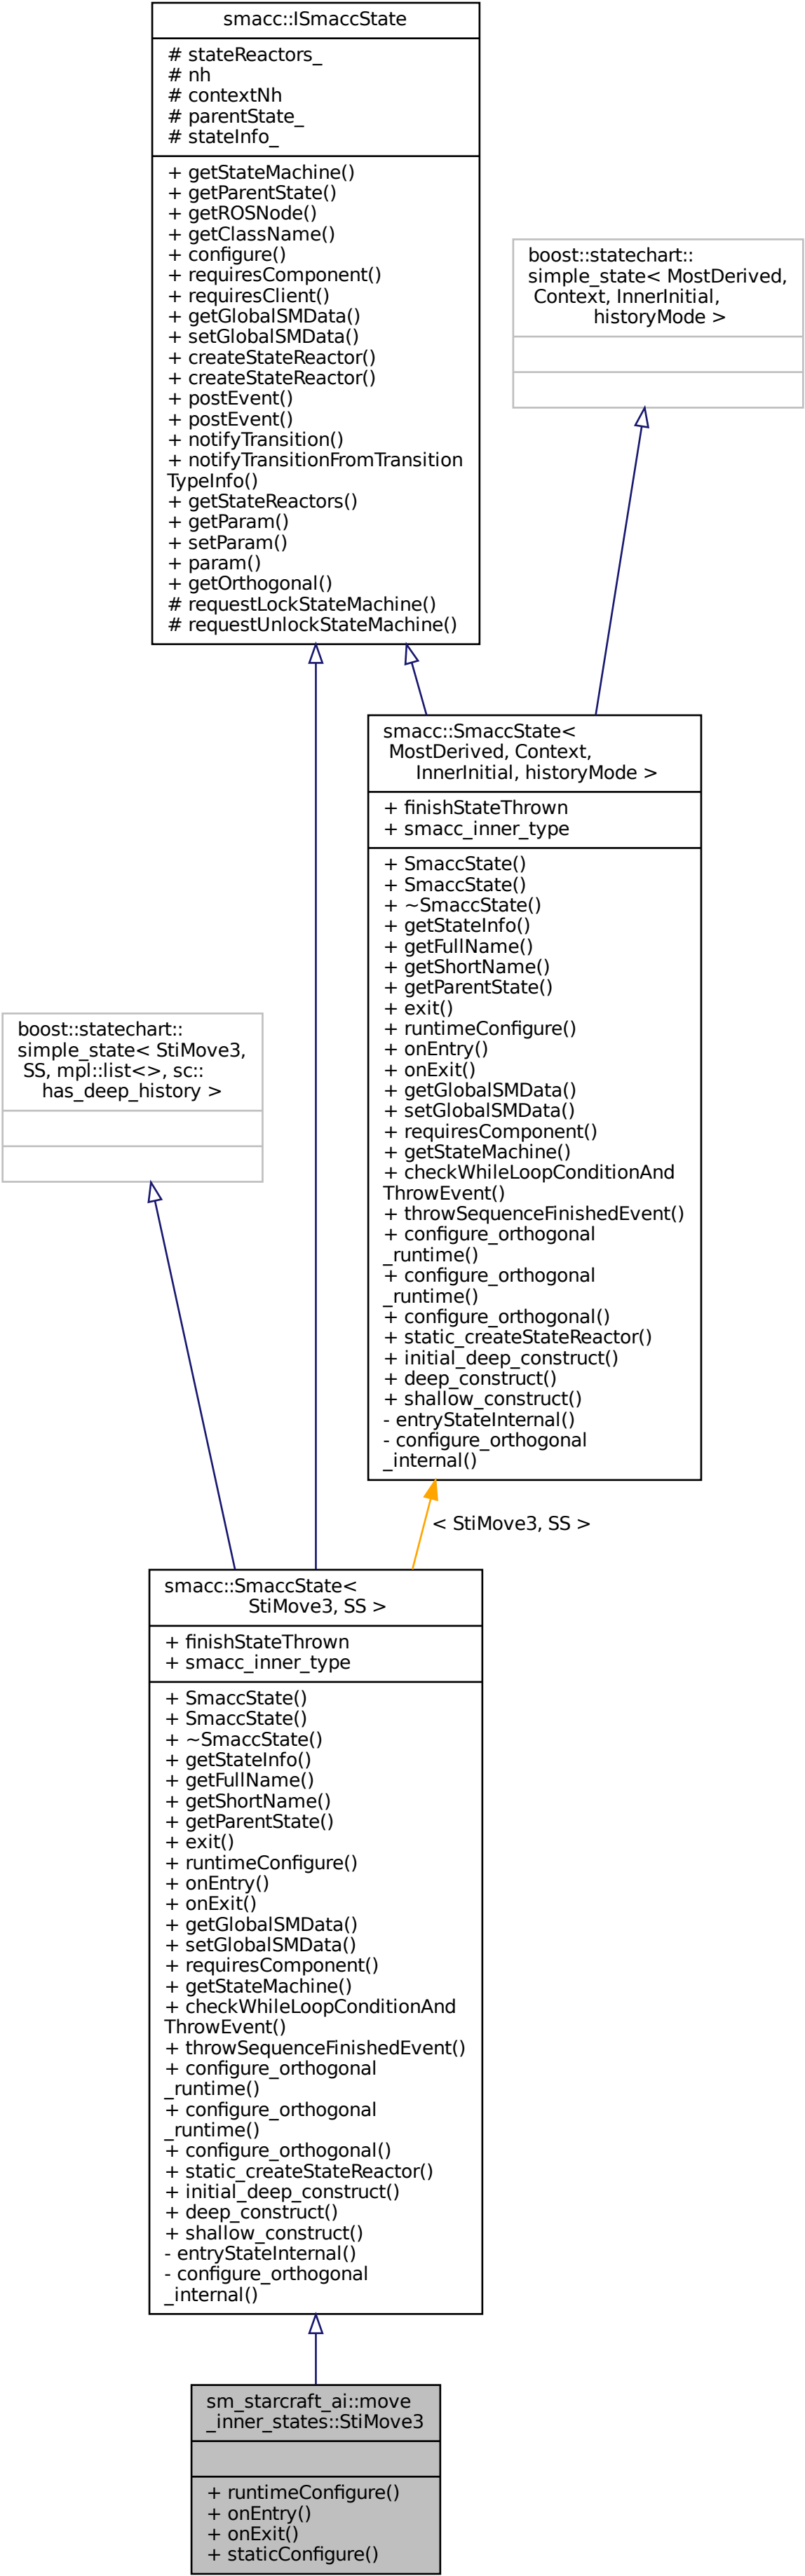 smacc::ISmaccState
# stateReactors_
# nh
# contextNh
# parentState_
# stateInfo_
+ getStateMachine()
+ getParentState()
+ getROSNode()
+ getClassName()
+ configure()
+ requiresComponent()
+ requiresClient()
+ getGlobalSMData()
+ setGlobalSMData()
+ createStateReactor()
+ createStateReactor()
+ postEvent()
+ postEvent()
+ notifyTransition()
+ notifyTransitionFromTransition
TypeInfo()
+ getStateReactors()
+ getParam()
+ setParam()
+ param()
+ getOrthogonal()
# requestLockStateMachine()
# requestUnlockStateMachine()
boost::statechart::
simple_state< MostDerived,
Context, InnerInitial,
historyMode >
smacc::SmaccState<
MostDerived, Context,
InnerInitial, historyMode >
+ finishStateThrown
+ smacc_inner_type
+ SmaccState()
+ SmaccState()
+ ~SmaccState()
+ getStateInfo()
+ getFullName()
+ getShortName()
+ getParentState()
+ exit()
+ runtimeConfigure()
+ onEntry()
+ onExit()
+ getGlobalSMData()
+ setGlobalSMData()
+ requiresComponent()
+ getStateMachine()
+ checkWhileLoopConditionAnd
ThrowEvent()
+ throwSequenceFinishedEvent()
+ configure_orthogonal
_runtime()
+ configure_orthogonal
_runtime()
+ configure_orthogonal()
+ static_createStateReactor()
+ initial_deep_construct()
+ deep_construct()
+ shallow_construct()
- entryStateInternal()
- configure_orthogonal
_internal()
boost::statechart::
simple_state< StiMove3,
SS, mpl::list<>, sc::
has_deep_history >
< StiMove3, SS >
smacc::SmaccState<
StiMove3, SS >
+ finishStateThrown
+ smacc_inner_type
+ SmaccState()
+ SmaccState()
+ ~SmaccState()
+ getStateInfo()
+ getFullName()
+ getShortName()
+ getParentState()
+ exit()
+ runtimeConfigure()
+ onEntry()
+ onExit()
+ getGlobalSMData()
+ setGlobalSMData()
+ requiresComponent()
+ getStateMachine()
+ checkWhileLoopConditionAnd
ThrowEvent()
+ throwSequenceFinishedEvent()
+ configure_orthogonal
_runtime()
+ configure_orthogonal
_runtime()
+ configure_orthogonal()
+ static_createStateReactor()
+ initial_deep_construct()
+ deep_construct()
+ shallow_construct()
- entryStateInternal()
- configure_orthogonal
_internal()
sm_starcraft_ai::move
_inner_states::StiMove3
+ runtimeConfigure()
+ onEntry()
+ onExit()
+ staticConfigure()